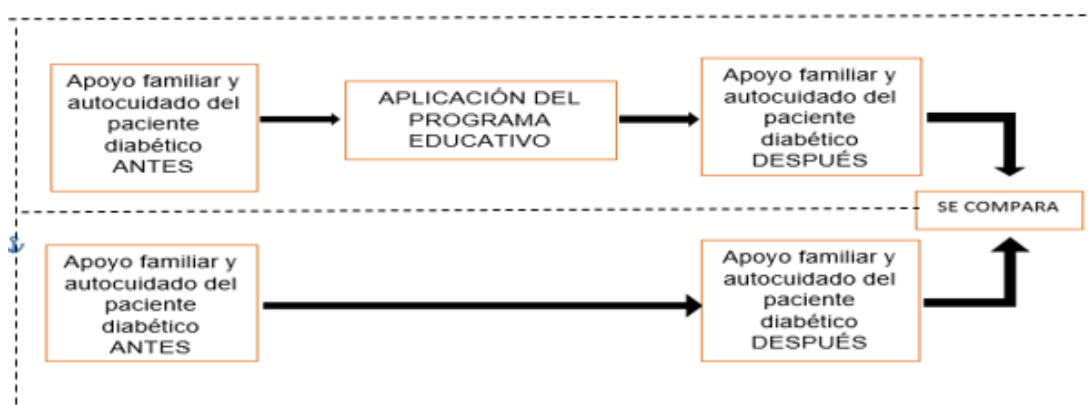 Apoyo familiar y
autocuidado del
paciente
diabético
ANTES
APLICACIÓN DEL
PROGRAMA
EDUCATIVO
Apoyo familiar y
autocuidado del
paciente
diabético
DESPUÉS
SE COMPARA
Apoyo familiar y
autocuidado del
paciente
diabético
ANTES
Apoyo familiar y
autocuidado del
paciente
diabético
DESPUÉS